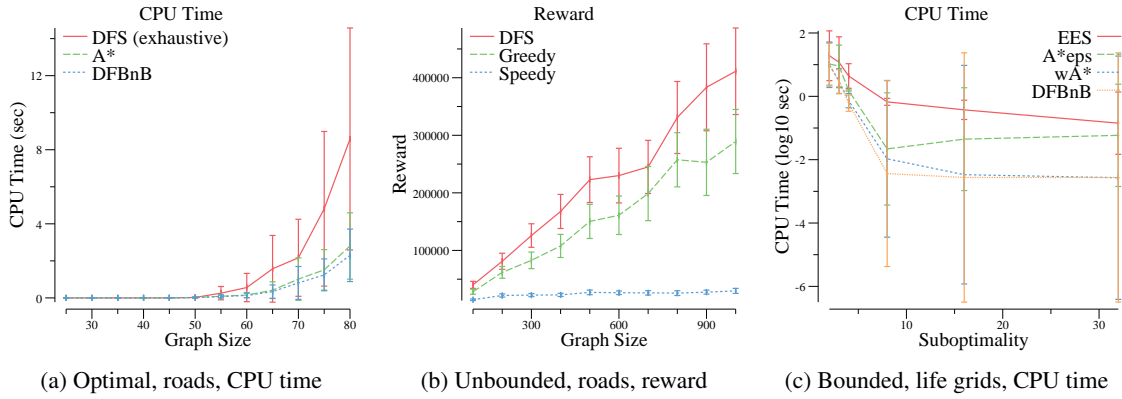 CPU Time
DFS (exhaustive)
A*
DFBnB
12
8
4
0
CPU Time (sec)
30
40
50
60
70
80
Graph Size
(a) Optimal, roads, CPU time
Reward
DFS
Greedy
Speedy
400000
300000
200000
100000
Reward
300
600
900
Graph Size
(b) Unbounded, roads, reward
CPU Time
EES
A*eps
wA*
DFBnB
2
0
-2
-4
-6
CPU Time (log10 sec)
10
20
30
Suboptimality
(c) Bounded, life grids, CPU time